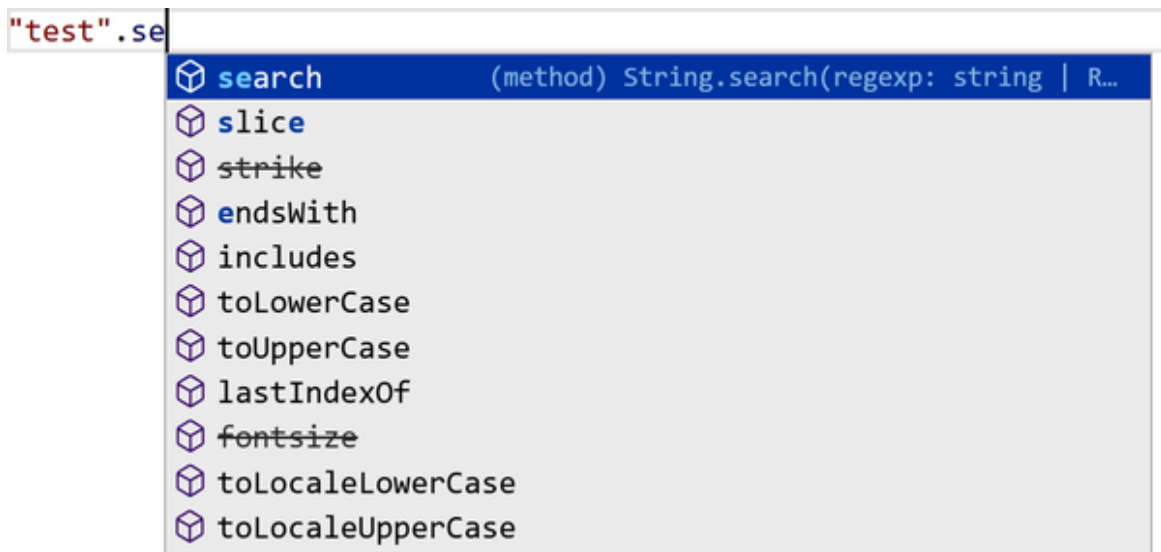 "test".se
search (method) String.search(regexp: string | R…
slice
strike
endsWith
includes
toLowerCase
toUpperCase
lastIndexOf
fontsize
toLocaleLowerCase
toLocaleUpperCase